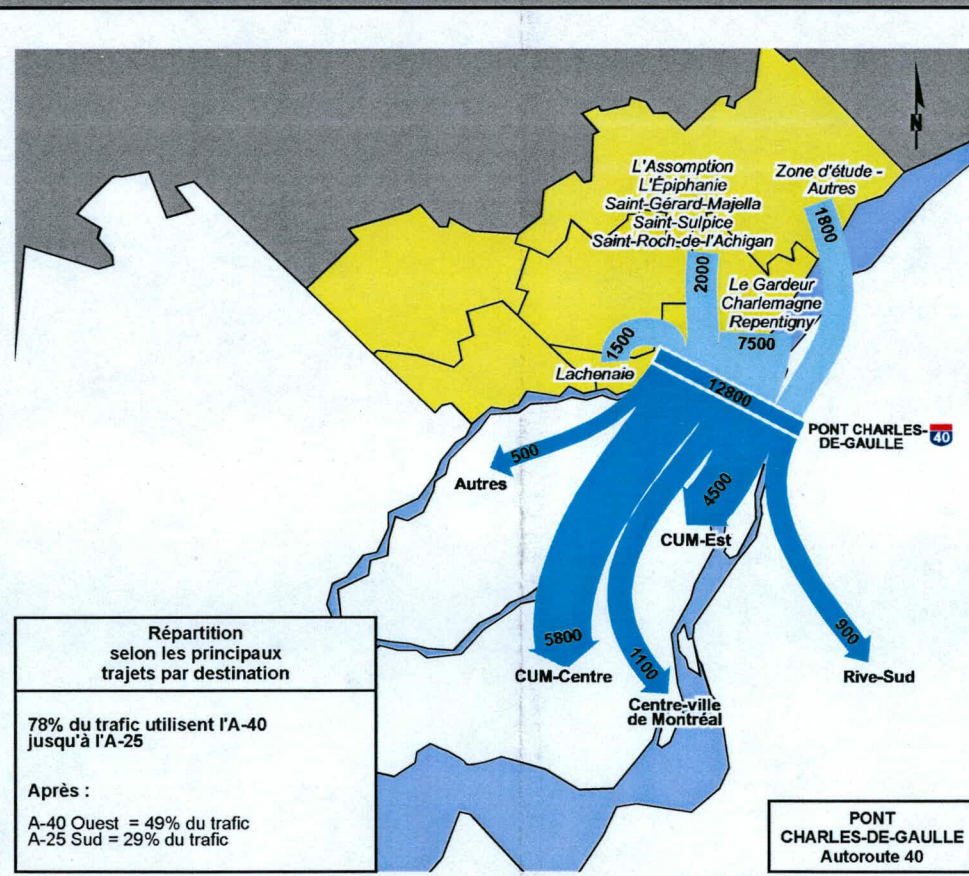 N
L'Assomption
L'Épiphanie
Saint-Gérard-Majella
Saint-Sulpice
Saint-Roch-de-l'Achigan
Zone d'étude -
Autres
1800
2000
Le Gardeur
Charlemagne
Repentigny
7500
1500
Lachenaie
12800
PONT CHARLES-
DE-GAULLE
40
500
Autres
4500
CUM-Est
5800
CUM-Centre
1100
Centre-ville
de Montréal
900
Rive-Sud
Répartition
selon les principaux
trajets par destination
78% du trafic utilisent l'A-40
jusqu'à l'A-25
Après :
A-40 Ouest = 49% du trafic
A-25 Sud = 29% du trafic
PONT
CHARLES-DE-GAULLE
Autoroute 40